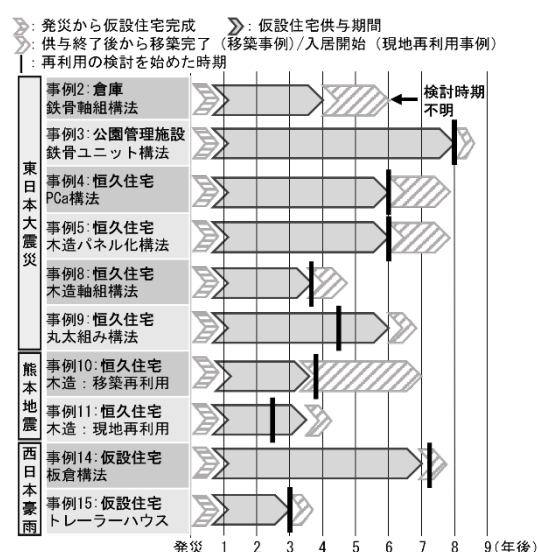 ：発災から仮設住宅完成　：仮設住宅供与期間
：供与終了後から移築完了（移築事例）/入居開始（現地再利用事例）
：再利用の検討を始めた時期
東日本大震災
事例2：倉庫
鉄骨軸組構法
検討時期
不明
事例3：公園管理施設
鉄骨ユニット構法
事例4：恒久住宅
PCa構法
事例5：恒久住宅
木造パネル化構法
事例8：恒久住宅
木造軸組構法
事例9：恒久住宅
丸太組み構法
熊本地震
事例10：恒久住宅
木造：移築再利用
事例11：恒久住宅
木造：現地再利用
西日本豪雨
事例14：仮設住宅
板倉構法
事例15：仮設住宅
トレーラーハウス
発災 1 2 3 4 5 6 7 8 9(年後)